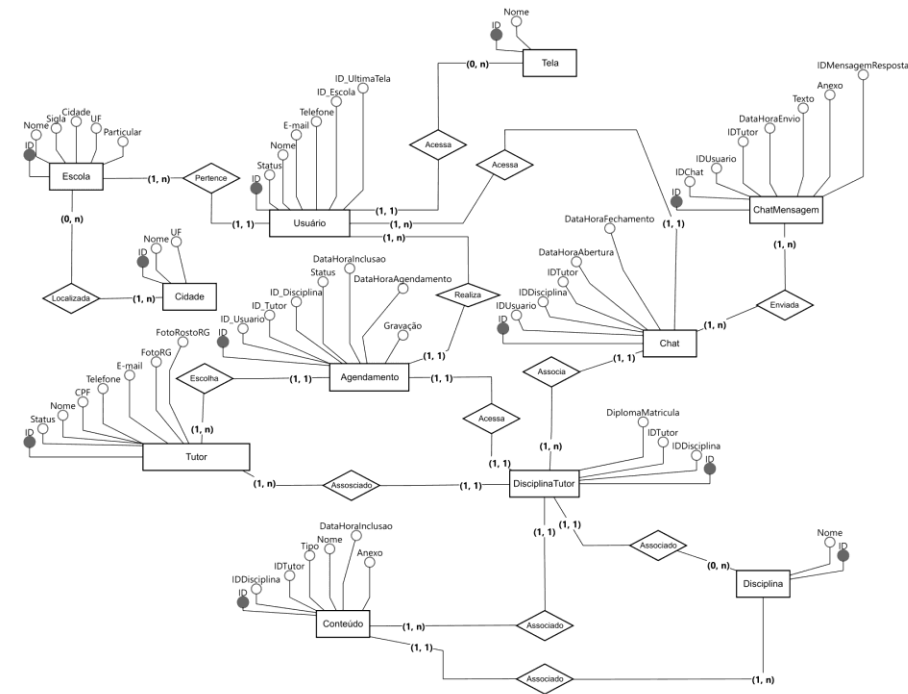 Nome
ID
Tela
(0, n)
ID_UltimaTela
ID_Escola
Telefone
E-mail
Nome
Status
ID
Usuário
Cidade
Sigla
UF
Nome
Particular
ID
Escola
(1, n)
Pertence
(1, 1)
Acessa
(1, 1)
Acessa
(1, n)
(1, n)
IDMensagemResposta
Anexo
Texto
DataHoraEnvio
IDTutor
IDUsuario
IDChat
ID
ChatMensagem
(1, n)
(0, n)
UF
Nome
ID
Localizada
(1, n)
Cidade
(1, 1)
DataHoraFechamento
DataHoraAbertura
IDTutor
IDDisciplina
IDUsuario
ID
Chat
(1, n)
Enviada
DataHoraInclusao
Status
DataHoraAgendamento
ID_Disciplina
ID_Tutor
ID_Usuario
Gravação
ID
Agendamento
Realiza
(1, 1)
FotoRostoRG
FotoRG
E-mail
Telefone
CPF
Nome
Status
ID
Tutor
Escolha
(1, 1)
(1, n)
(1, 1)
Acessa
(1, 1)
Associa
(1, 1)
(1, n)
DiplomaMatricula
IDTutor
IDDisciplina
ID
DisciplinaTutor
(1, n)
Assosciado
(1, 1)
(1, 1)
(1, 1)
Associado
(0, n)
Nome
ID
Disciplina
DataHoraInclusao
Nome
Tipo
Anexo
IDTutor
IDDisciplina
ID
Conteúdo
(1, n)
Associado
(1, 1)
Associado
(1, n)